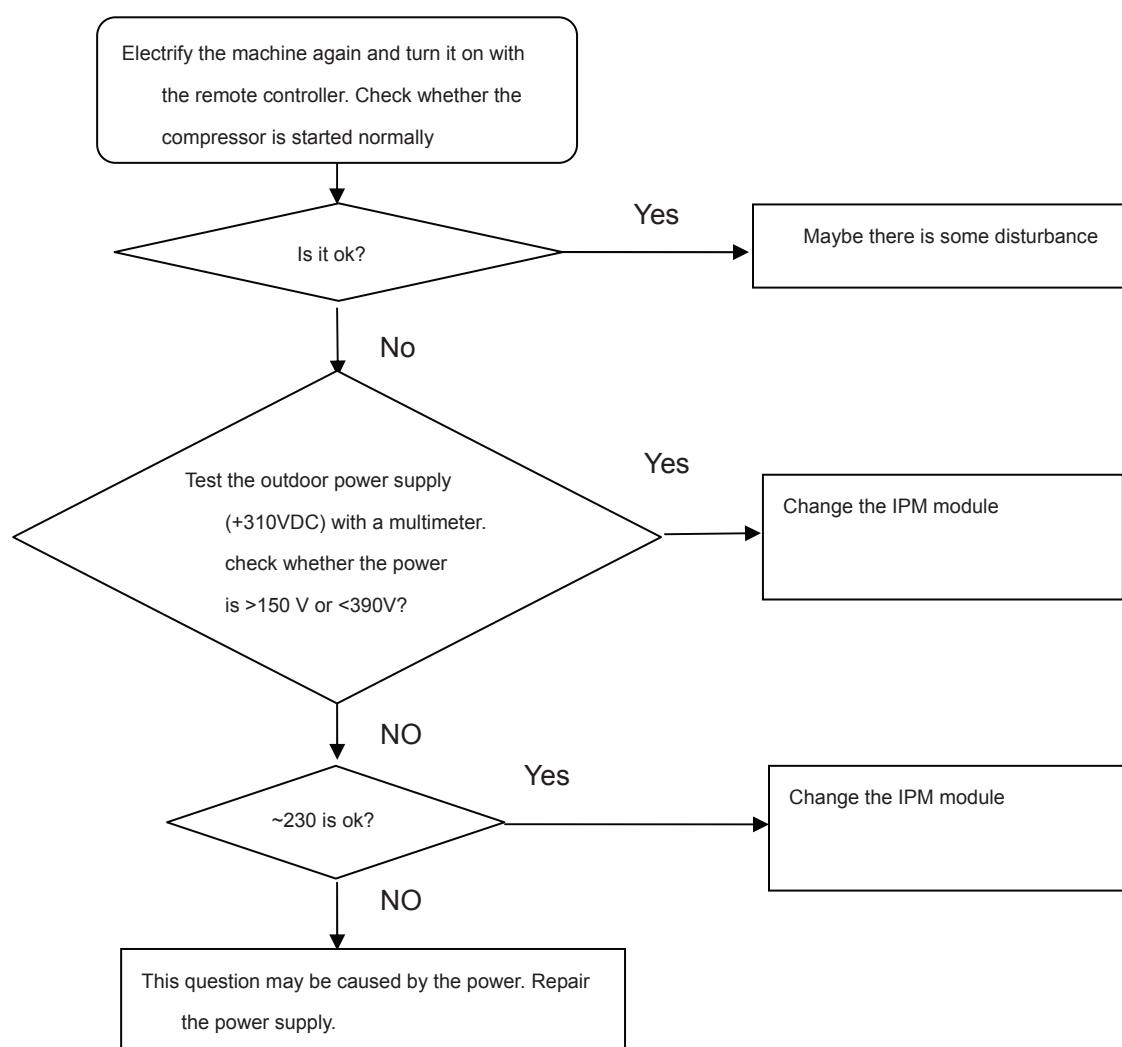 Electrify the machine again and turn it on with
the remote controller. Check whether the
compressor is started normally
Yes
Is it ok?
Maybe there is some disturbance
No
Yes
Test the outdoor power supply
(+310VDC) with a multimeter.
check whether the power
is >150 V or <390V?
Change the IPM module
NO
Yes
~230 is ok?
Change the IPM module
NO
This question may be caused by the power. Repair
the power supply.